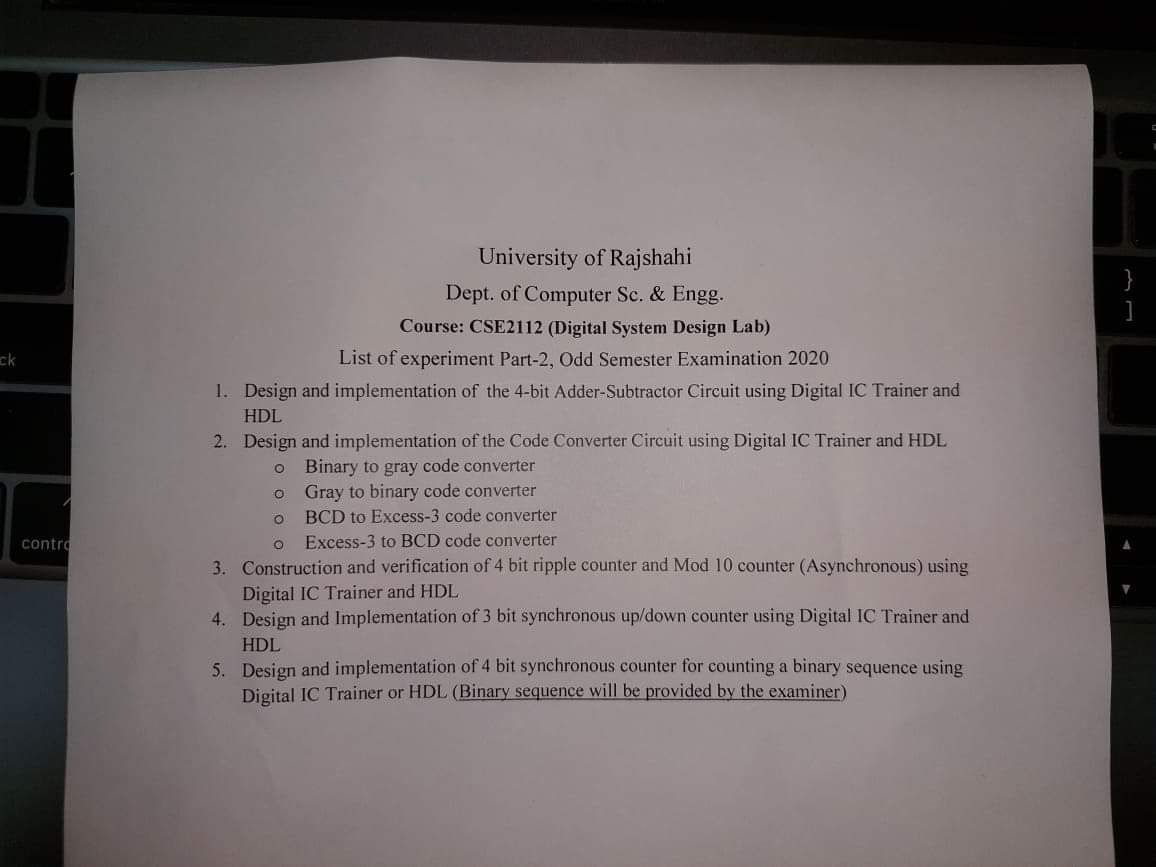 University of Rajshahi
Dept. of Computer Sc. & Engg.
Course: CSE2112 (Digital System Design Lab)
List of experiment Part-2, Odd Semester Examination 2020
1. Design and implementation of the 4-bit Adder-Subtractor Circuit using Digital IC Trainer and
HDL
2. Design and implementation of the Code Converter Circuit using Digital IC Trainer and HDL
o Binary to gray code converter
o Gray to binary code converter
o BCD to Excess-3 code converter
o Excess-3 to BCD code converter
3. Construction and verification of 4 bit ripple counter and Mod 10 counter (Asynchronous) using
Digital IC Trainer and HDL
4. Design and Implementation of 3 bit synchronous up/down counter using Digital IC Trainer and
HDL
5. Design and implementation of 4 bit synchronous counter for counting a binary sequence using
Digital IC Trainer or HDL (Binary sequence will be provided by the examiner)
ck
contro
}
]